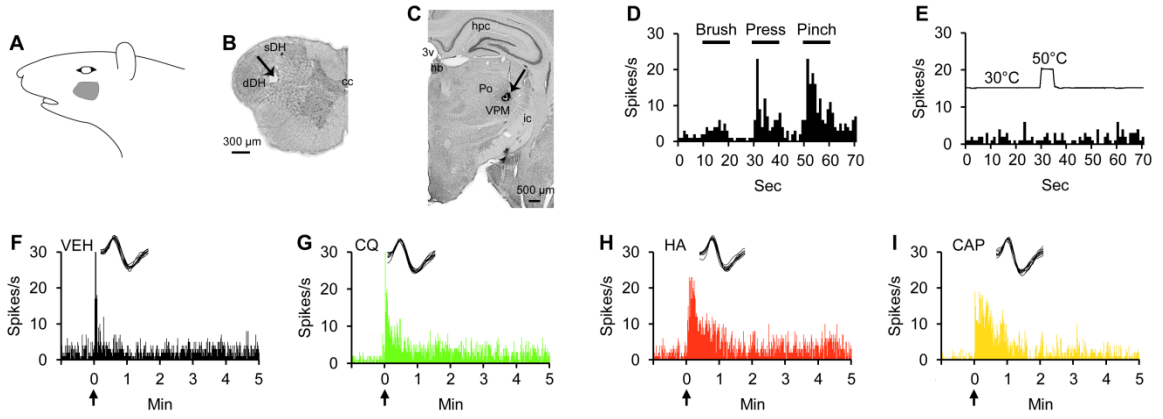 A
B
sDH
dDH
cc
300 µm
C
hpc
3v
hb
Po
VPM
ic
500 µm
D
Brush Press Pinch
Spikes/s
30
20
10
0
0 10 20 30 40 50 60 70
Sec
E
Spikes/s
30
20
10
0
30°C
50°C
0 10 20 30 40 50 60 70
Sec
F
VEH
Spikes/s
30
20
10
0
0 1 2 3 4 5
Min
G
CQ
Spikes/s
30
20
10
0
0 1 2 3 4 5
Min
H
HA
Spikes/s
30
20
10
0
0 1 2 3 4 5
Min
I
CAP
Spikes/s
30
20
10
0
0 1 2 3 4 5
Min